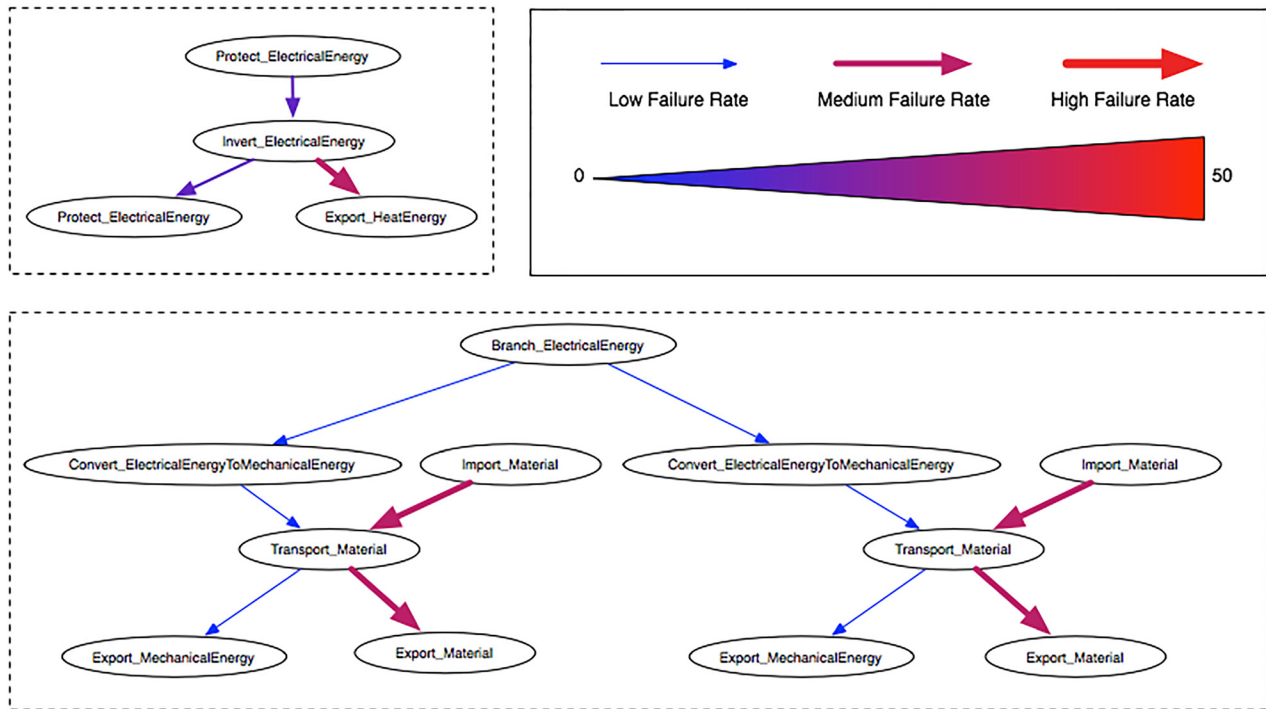 Protect_ElectricalEnergy
Invert_ElectricalEnergy
Protect_ElectricalEnergy
Export_HeatEnergy
Low Failure Rate
Medium Failure Rate
High Failure Rate
0
50
Branch_ElectricalEnergy
Convert_ElectricalEnergyToMechanicalEnergy
Import_Material
Convert_ElectricalEnergyToMechanicalEnergy
Import_Material
Transport_Material
Transport_Material
Export_MechanicalEnergy
Export_Material
Export_MechanicalEnergy
Export_Material